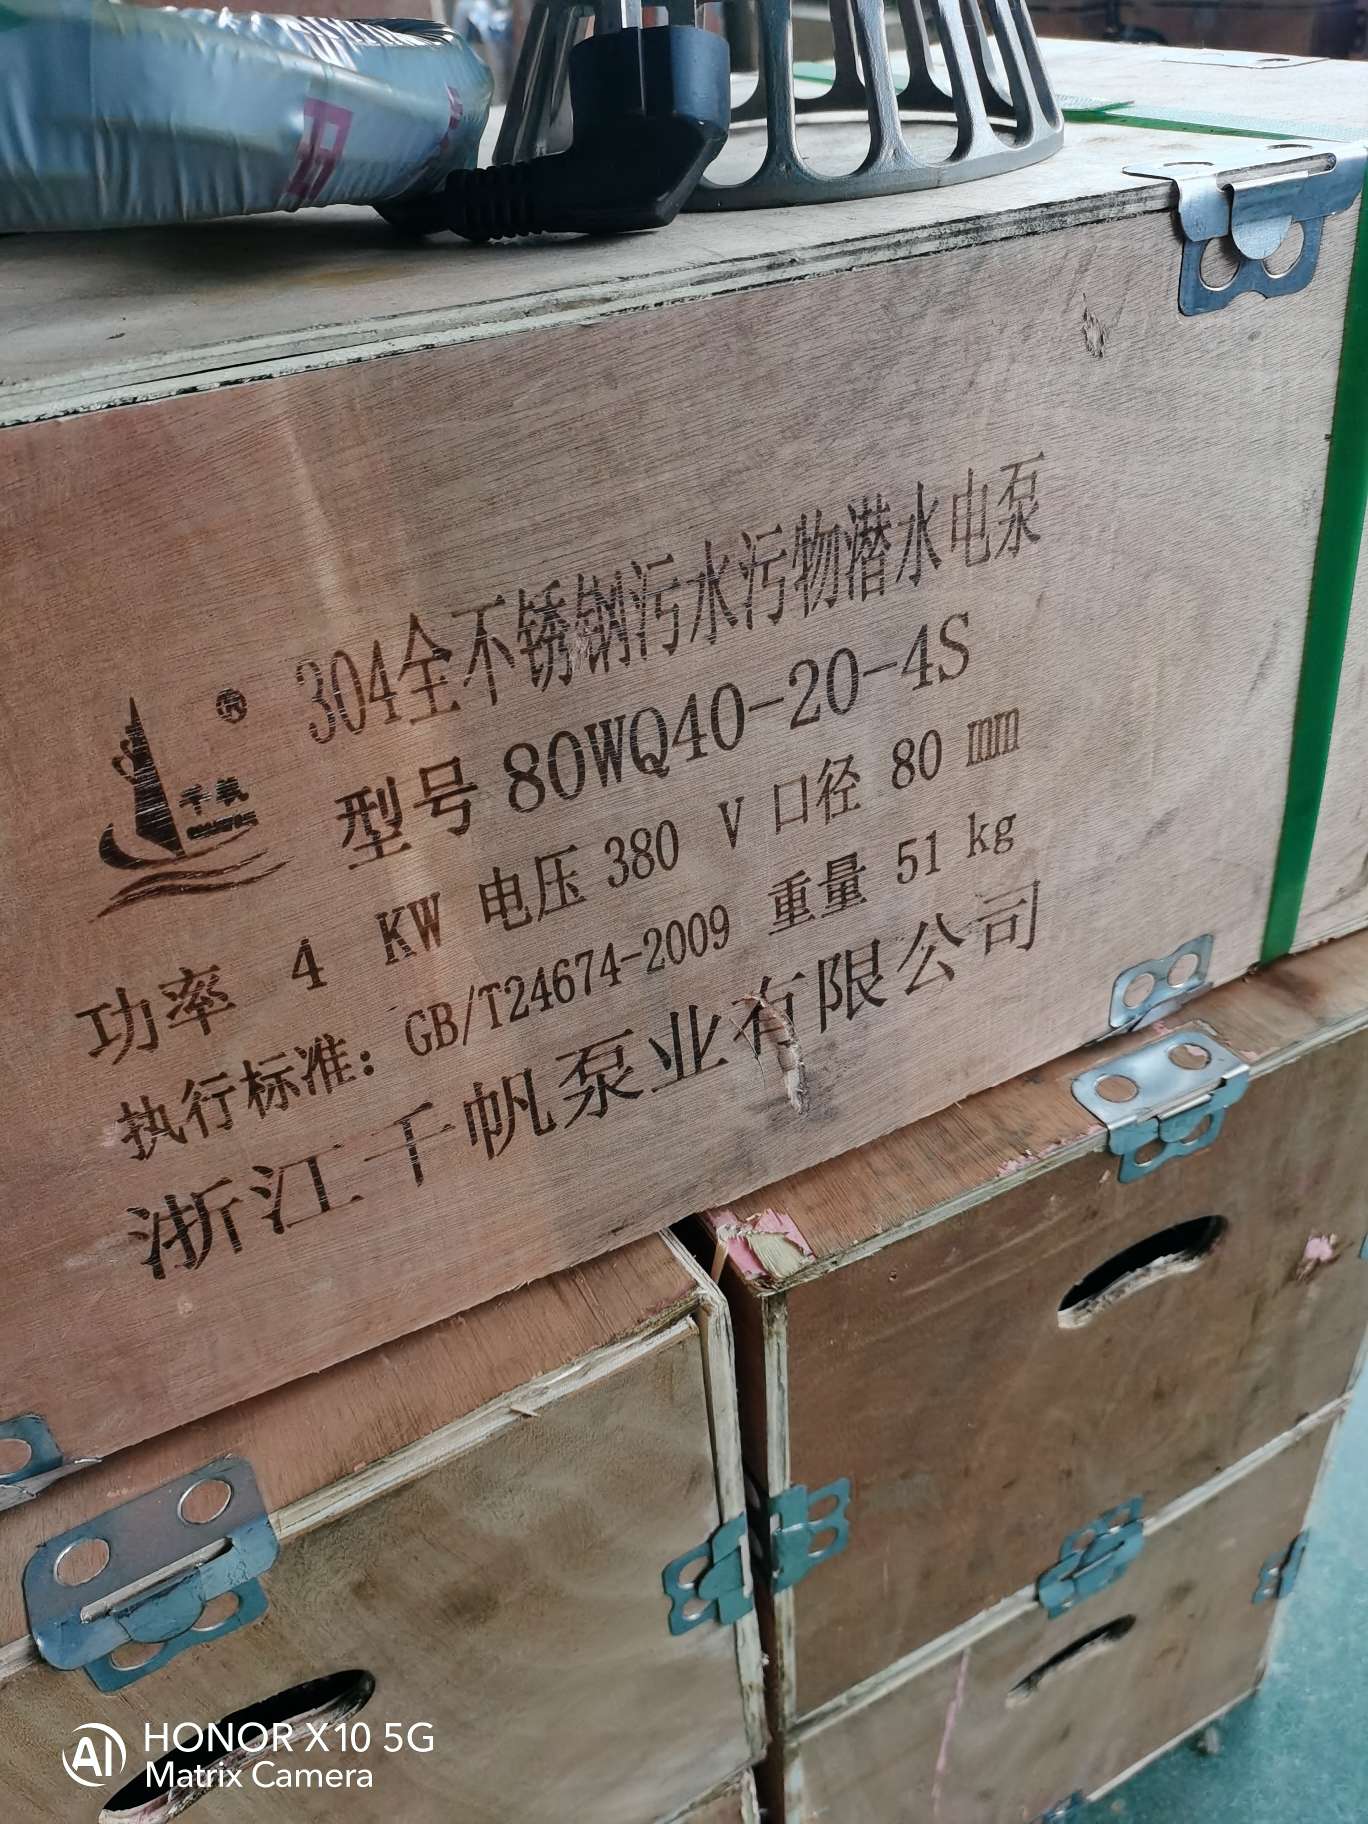 304全不锈钢污水污物潜水电泵
®
千帆
型号 80WQ40-20-4S
功率 4 KW 电压 380 V 口径 80 mm
执行标准: GB/T24674-2009 重量 51 kg
浙江千帆泵业有限公司
AI HONOR X10 5G
Matrix Camera